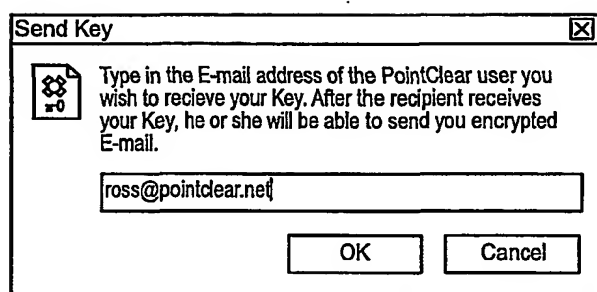 Send Key
Type in the E-mail address of the PointClear user you
wish to recieve your Key. After the recipient receives
your Key, he or she will be able to send you encrypted
E-mail.
ross@pointclear.net
OK
Cancel